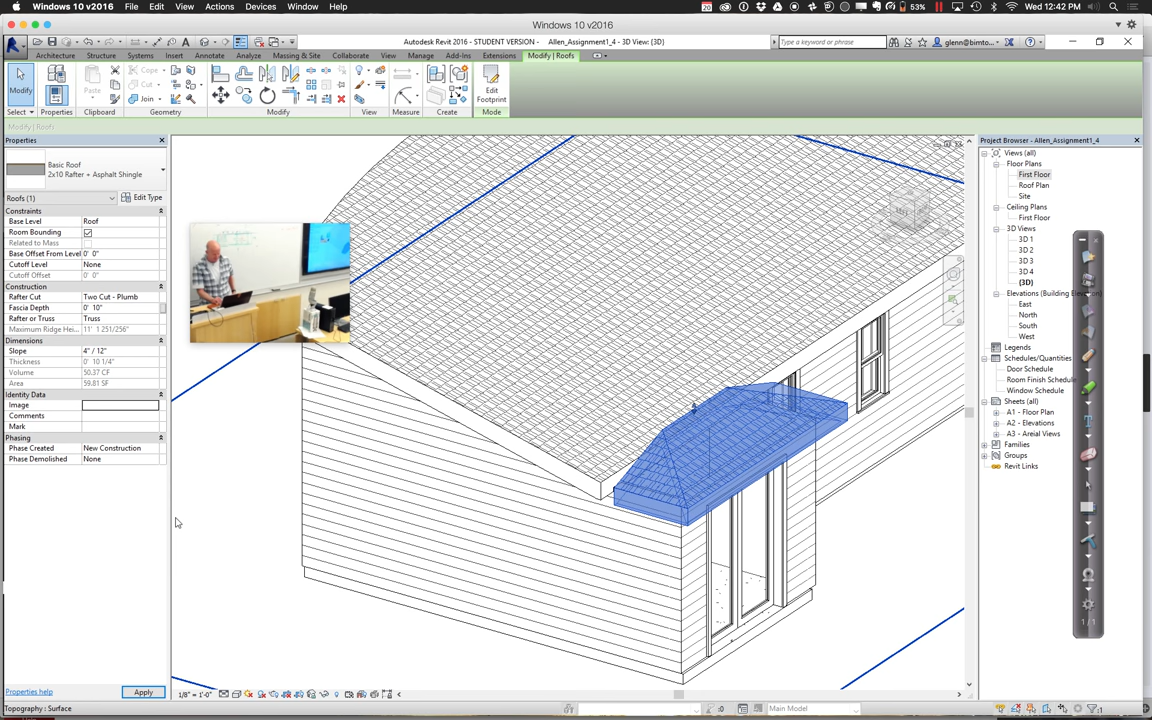 Windows 10 v2016 File Edit View Actions Devices Window Help
20 53% Wed 12:42 PM
Windows 10 v2016
Autodesk Revit 2016 - STUDENT VERSION - Allen_Assignment1_4 - 3D View: {3D}
Type a keyword or phrase
glenn@bimto...
Architecture Structure Systems Insert Annotate Analyze Massing & Site Collaborate View Manage Add-Ins Extensions Modify | Roofs
Modify Properties Paste Cope Cut Join Edit Footprint
Select Properties Clipboard Geometry Modify View Measure Create Mode
Modify | Roofs
Properties
Basic Roof
2x10 Rafter + Asphalt Shingle
Roofs (1) Edit Type
Constraints
Base Level Roof
Room Bounding
Related to Mass
Base Offset From Level 0' 0"
Cutoff Level None
Cutoff Offset 0' 0"
Construction
Rafter Cut Two Cut - Plumb
Fascia Depth 0' 10"
Rafter or Truss Truss
Maximum Ridge Hei... 11' 1 251/256"
Dimensions
Slope 4" / 12"
Thickness 0' 10 1/4"
Volume 50.37 CF
Area 59.81 SF
Identity Data
Image
Comments
Mark
Phasing
Phase Created New Construction
Phase Demolished None
Properties help Apply
Topography : Surface
1/8" = 1'-0"
:0 Main Model
:1
Project Browser - Allen_Assignment1_4
Views (all)
Floor Plans
First Floor
Roof Plan
Site
Ceiling Plans
First Floor
3D Views
3D 1
3D 2
3D 3
3D 4
{3D}
Elevations (Building Elevation)
East
North
South
West
Legends
Schedules/Quantities
Door Schedule
Room Finish Schedule
Window Schedule
Sheets (all)
A1 - Floor Plan
A2 - Elevations
A3 - Areial Views
Families
Groups
Revit Links
1 / 1